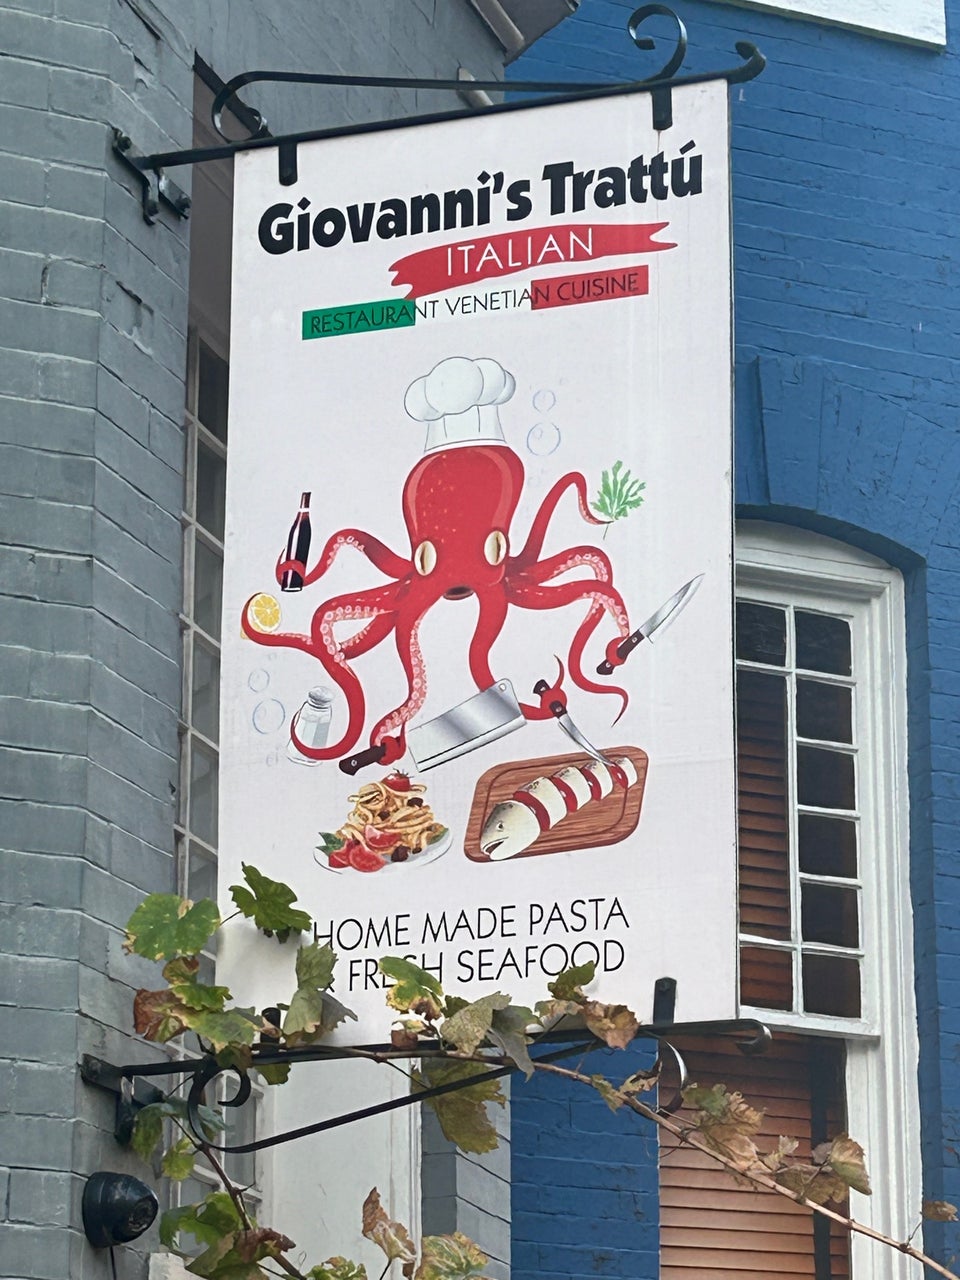 Giovanni's Trattú
ITALIAN
RESTAURANT VENETIAN CUISINE
HOME MADE PASTA
& FRESH SEAFOOD